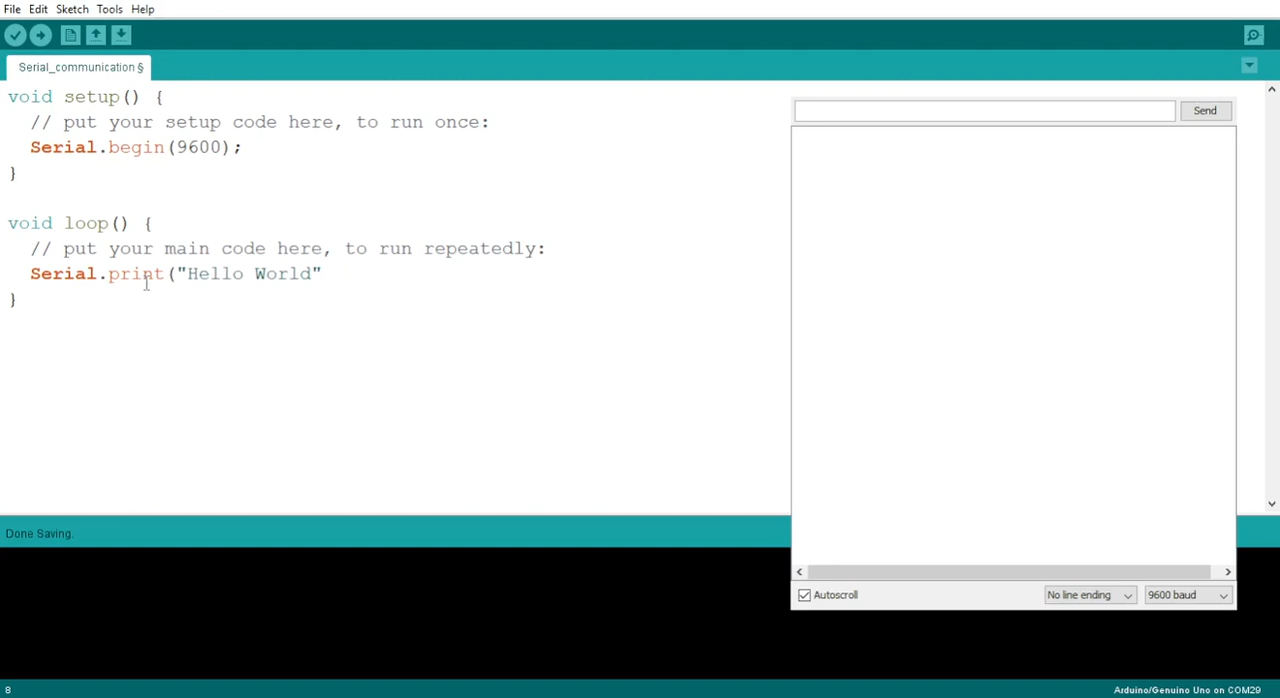 File Edit Sketch Tools Help
Serial_communication §
void setup() {
// put your setup code here, to run once:
Serial.begin(9600);
}
void loop() {
// put your main code here, to run repeatedly:
Serial.print("Hello World"
}
Send
Autoscroll
No line ending
9600 baud
Done Saving.
8
Arduino/Genuino Uno on COM29